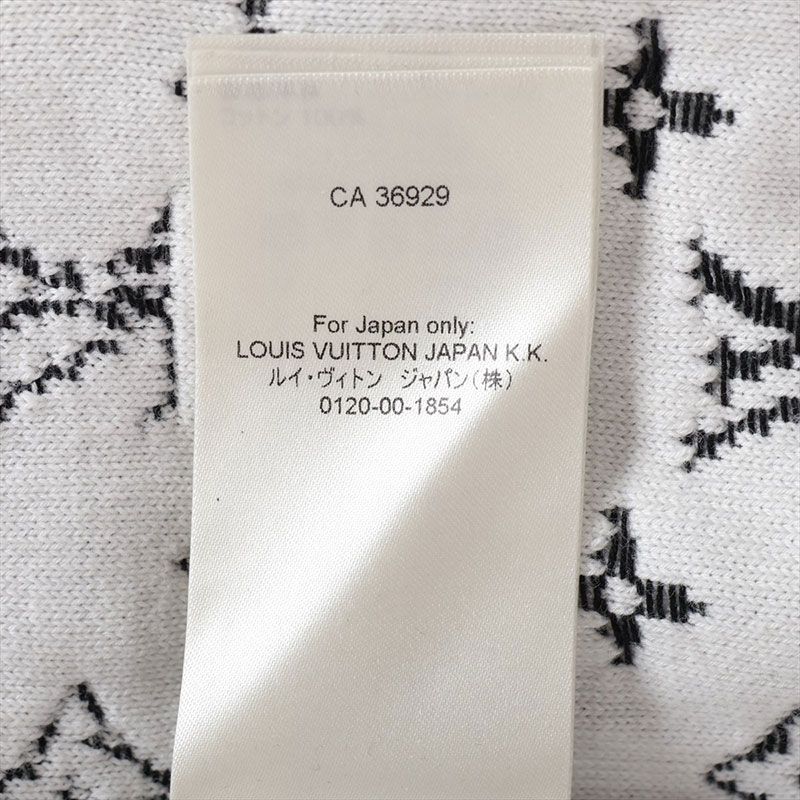 CA 36929
For Japan only:
LOUIS VUITTON JAPAN K.K.
ルイ・ヴィトン ジャパン(株)
0120-00-1854